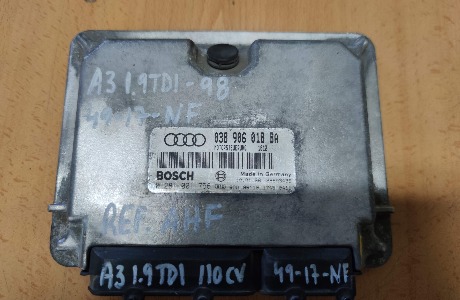 A3 1.9TDI-98
49-17-NF
038 906 018 BA
MOTORSTEUERUNG
BOSCH
Made in Germany
REF. AHF
A3 1.9TDI 110CV
49-17-NF